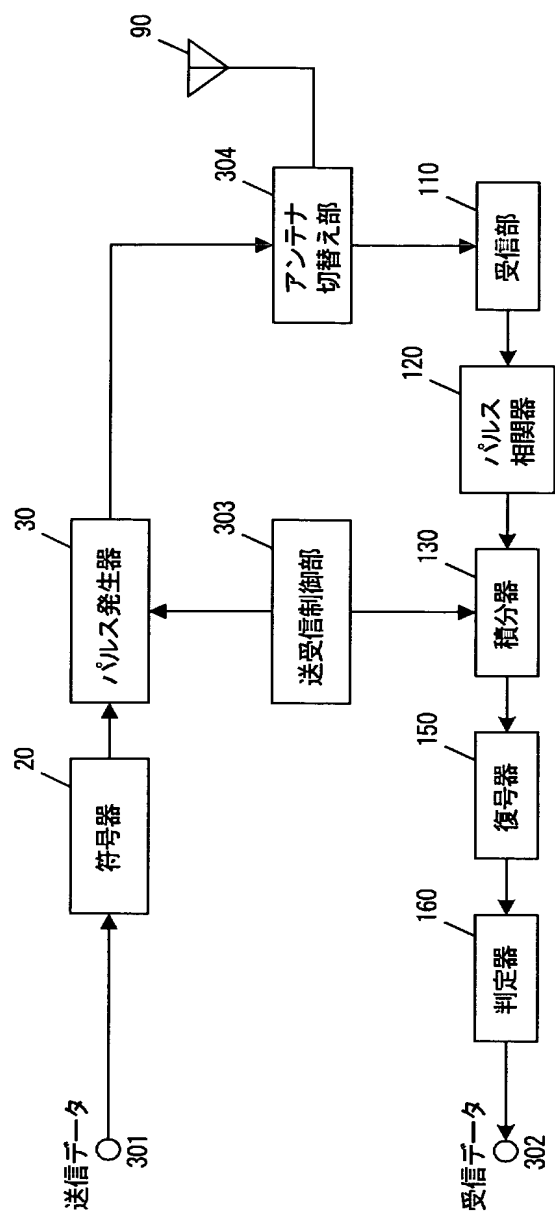 送信データ
301
20
符号器
30
パルス発生器
303
送受信制御部
304
アンテナ
切替え部
90
110
受信部
120
パルス
相関器
130
積分器
150
復号器
160
判定器
受信データ
302